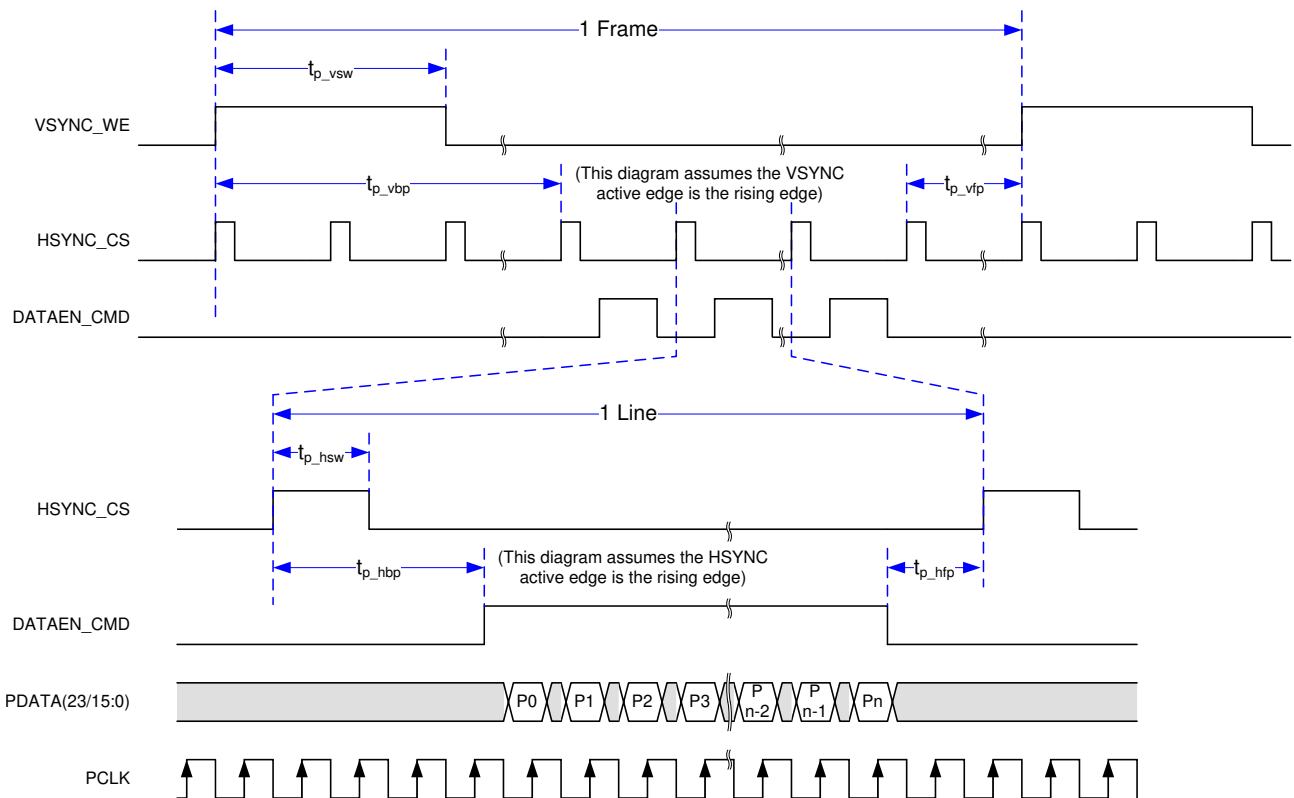 1 Frame
tp_vsw
VSYNC_WE
(This diagram assumes the VSYNC
active edge is the rising edge)
tp_vbp
tp_vfp
HSYNC_CS
DATAEN_CMD
1 Line
tp_hsw
HSYNC_CS
(This diagram assumes the HSYNC
active edge is the rising edge)
tp_hbp
tp_hfp
DATAEN_CMD
PDATA(23/15:0)
P0
P1
P2
P3
P
n-2
P
n-1
Pn
PCLK